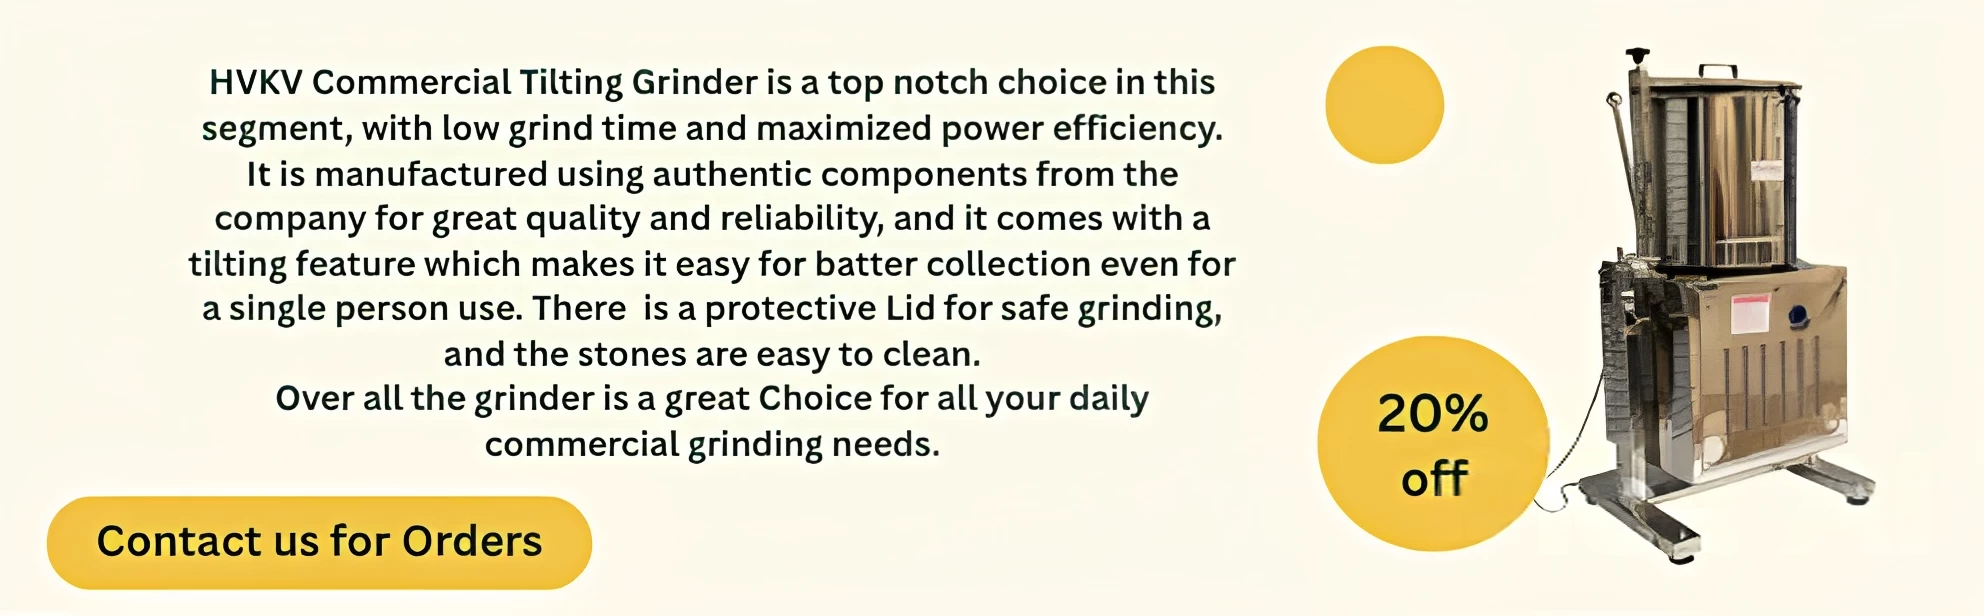 HVKV Commercial Tilting Grinder is a top notch choice in this
segment, with low grind time and maximized power efficiency.
It is manufactured using authentic components from the
company for great quality and reliability, and it comes with a
tilting feature which makes it easy for batter collection even for
a single person use. There  is a protective Lid for safe grinding,
and the stones are easy to clean.
Over all the grinder is a great Choice for all your daily
commercial grinding needs.
20%
off
Contact us for Orders